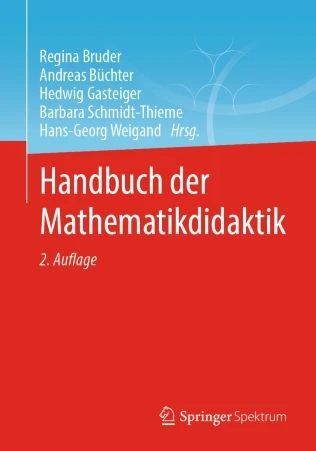 Regina Bruder
Andreas Büchter
Hedwig Gasteiger
Barbara Schmidt-Thieme
Hans-Georg Weigand Hrsg.
Handbuch der
Mathematikdidaktik
2. Auflage
Springer Spektrum